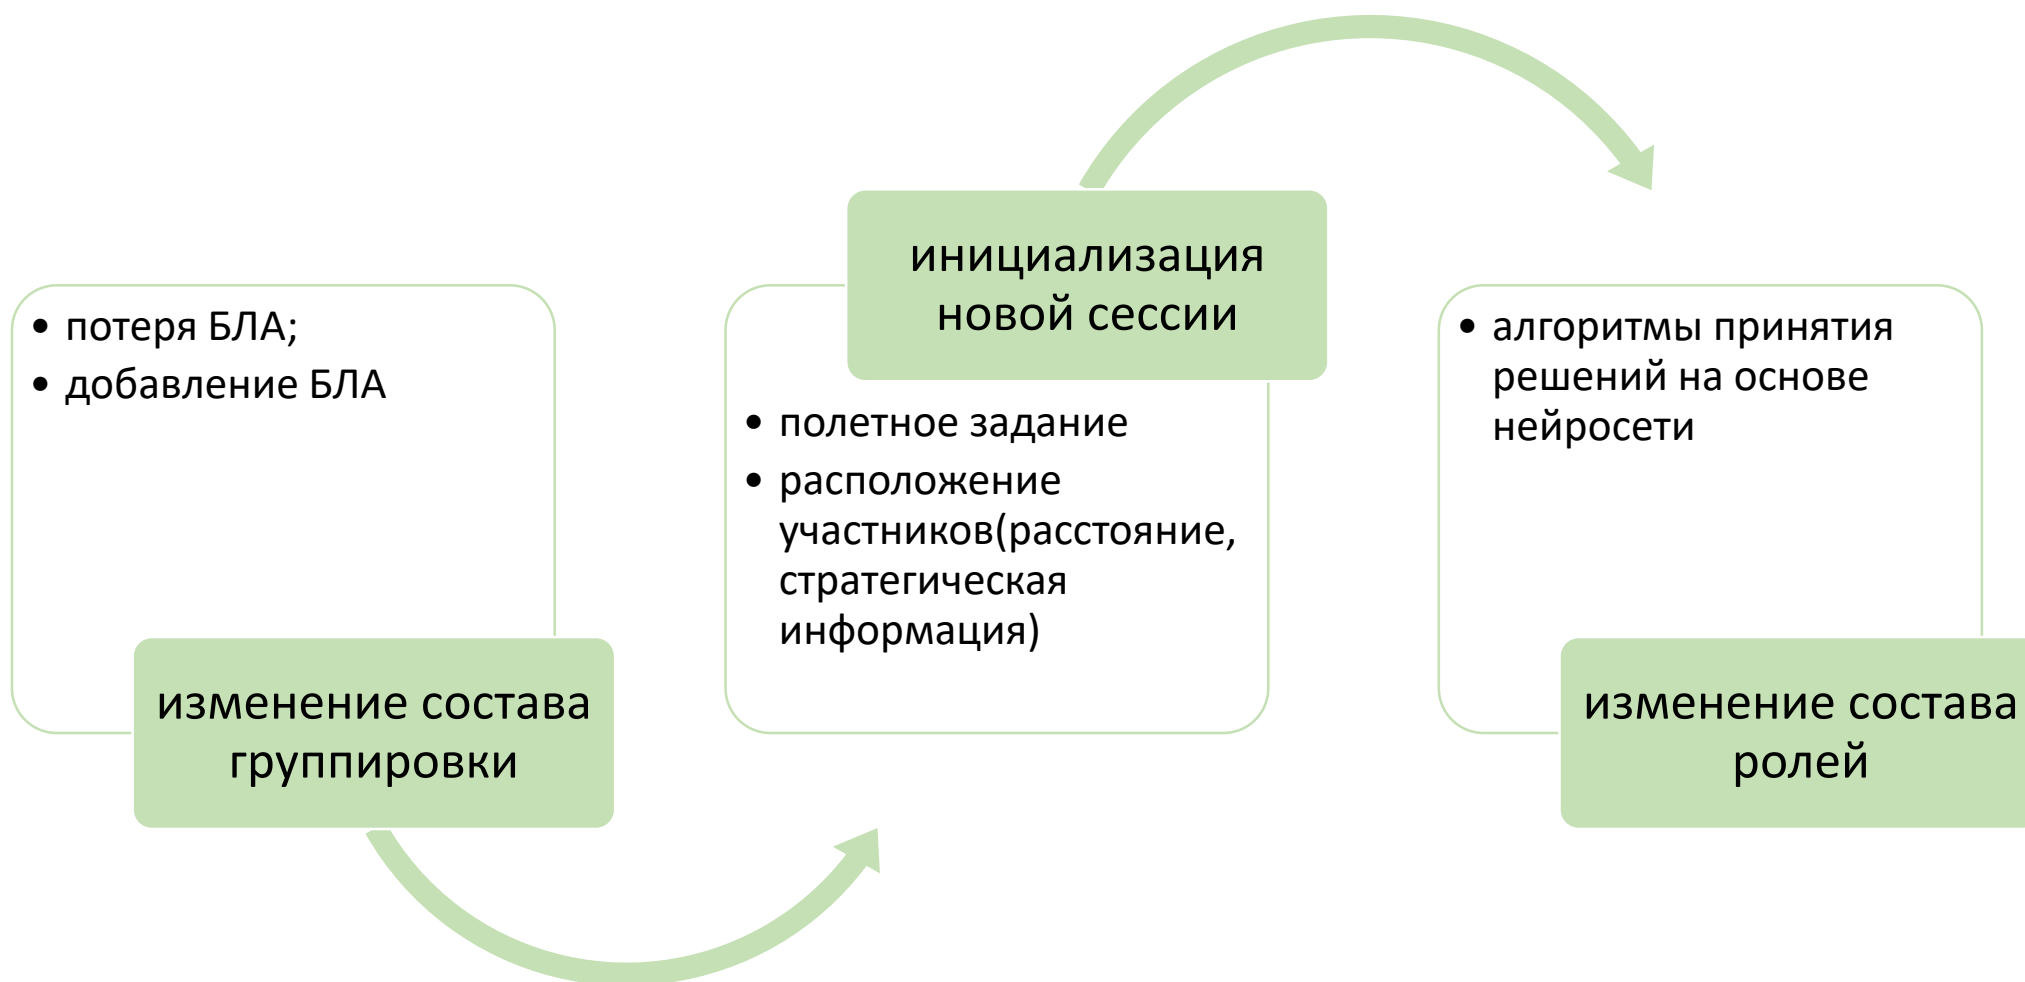 • потеря БЛА;
• добавление БЛА
изменение состава
группировки
инициализация
новой сессии
• полетное задание
• расположение
участников(расстояние,
стратегическая
информация)
• алгоритмы принятия
решений на основе
нейросети
изменение состава
ролей